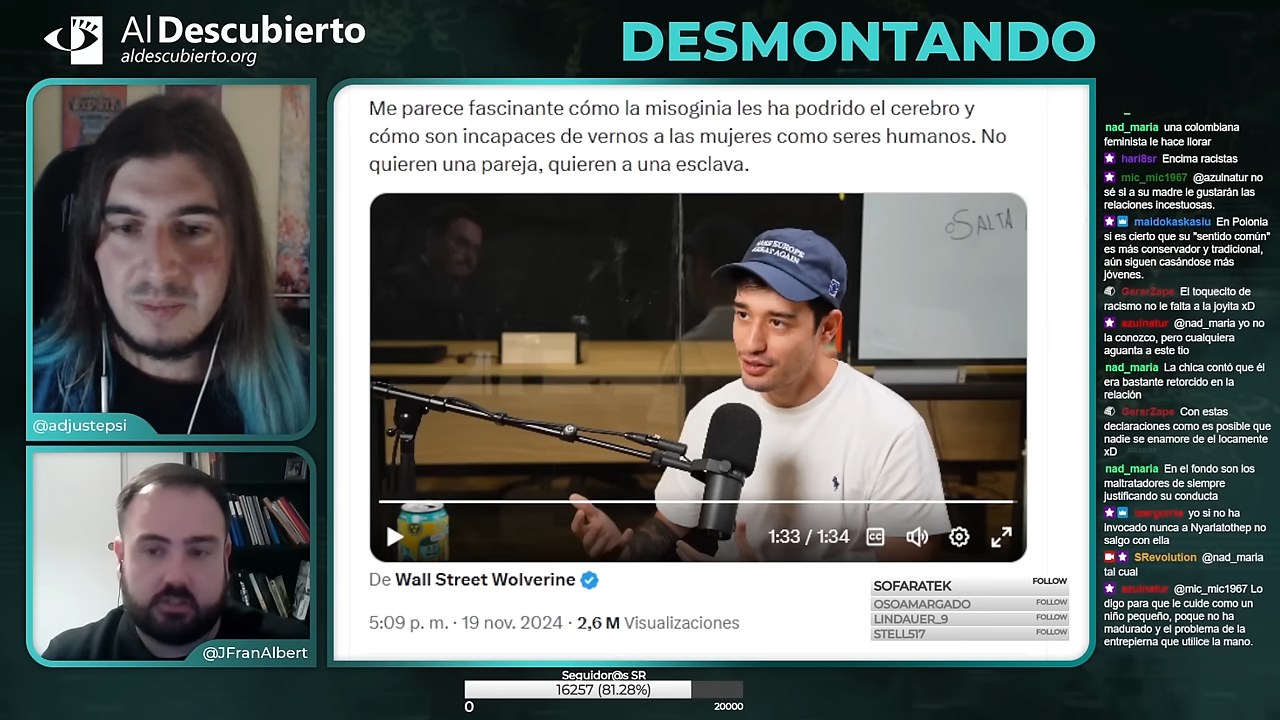 Al Descubierto
aldescubierto.org
DESMONTANDO
@adjustepsi
@JFranAlbert
Me parece fascinante cómo la misoginia les ha podrido el cerebro y
cómo son incapaces de vernos a las mujeres como seres humanos. No
quieren una pareja, quieren a una esclava.
oSALTA
MAKE EUROPE
GREAT AGAIN
1:33 / 1:34
CC
De Wall Street Wolverine
5:09 p. m. · 19 nov. 2024 · 2,6 M Visualizaciones
SOFARATEK FOLLOW
OSOAMARGADO FOLLOW
LINDAUER_9 FOLLOW
STELL517 FOLLOW
nad_maria una colombiana
feminista le hace llorar
hari8sr Encima racistas
mic_mic1967 @azulnatur no
sé si a su madre le gustarán las
relaciones incestuosas.
maidokaskasiu En Polonia
si es cierto que su "sentido común"
es más conservador y tradicional,
aún siguen casándose más
jóvenes.
GerarZape El toquecito de
racismo no le falta a la joyita xD
azulnatur @nad_maria yo no
la conozco, pero cualquiera
aguanta a este tio
nad_maria La chica contó que él
era bastante retorcido en la
relación
GerarZape Con estas
declaraciones como es posible que
nadie se enamore de el locamente
xD
nad_maria En el fondo son los
maltratadores de siempre
justificando su conducta
yo si no ha
invocado nunca a Nyarlatothep no
salgo con ella
SRevolution @nad_maria
tal cual
azulnatur @mic_mic1967 Lo
digo para que le cuide como un
niño pequeño, poque no ha
madurado y el problema de la
entrepierna que utilice la mano.
Seguidor@s SR
16257 (81.28%)
0 20000